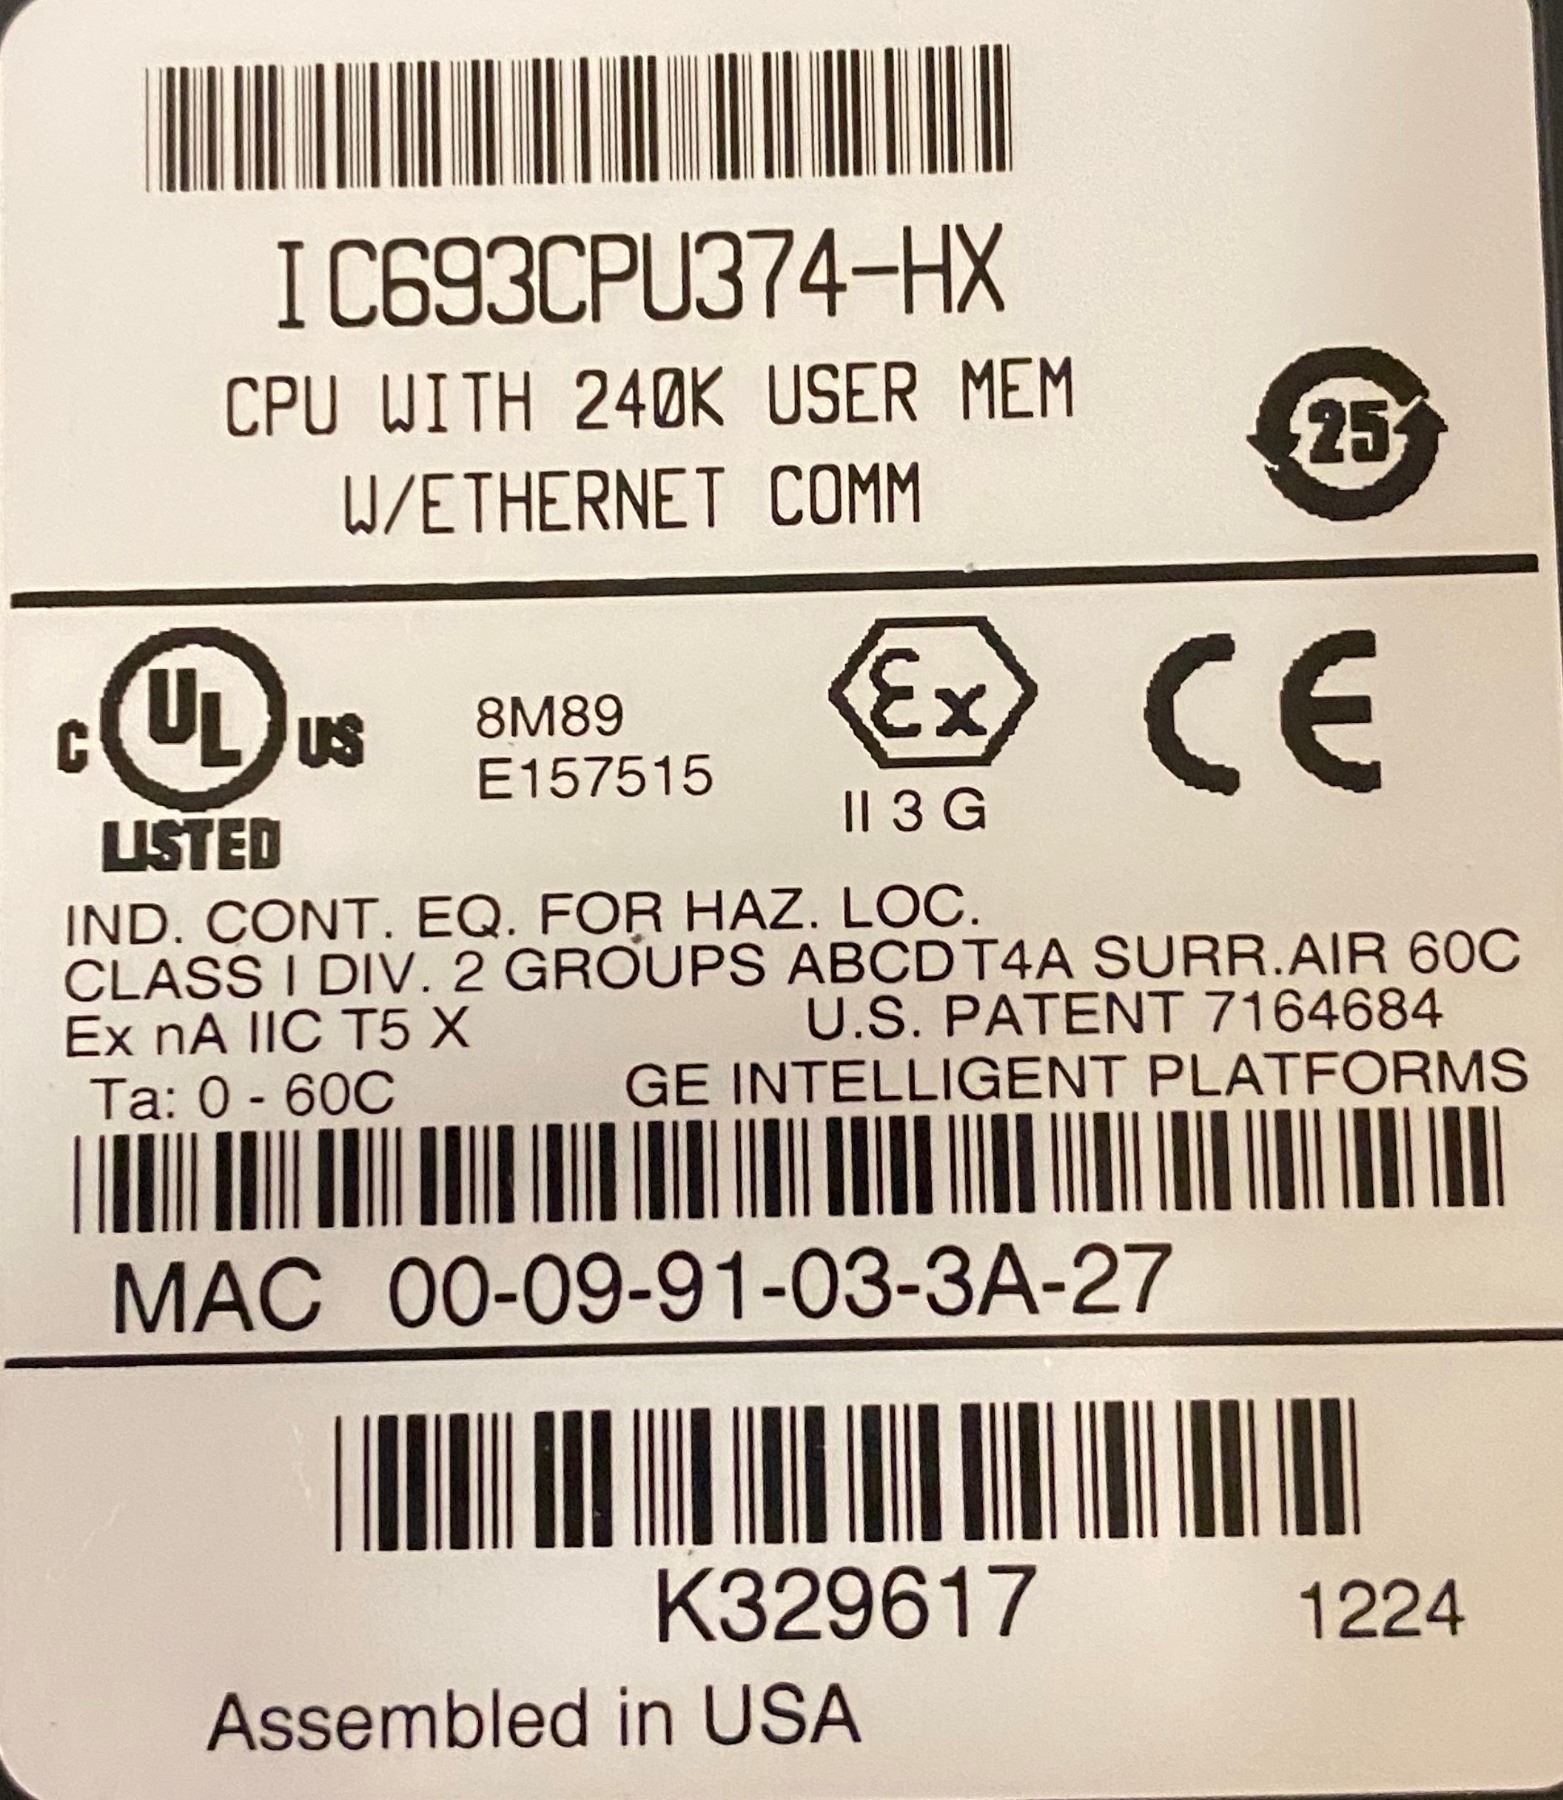 IC693CPU374-HX
CPU WITH 240K USER MEM
W/ETHERNET COMM
25
C UL US
LISTED
8M89
E157515
Ex
II 3 G
CE
IND. CONT. EQ. FOR HAZ. LOC.
CLASS I DIV. 2 GROUPS ABCD T4A SURR.AIR 60C
Ex nA IIC T5 X
U.S. PATENT 7164684
Ta: 0 - 60C
GE INTELLIGENT PLATFORMS
MAC 00-09-91-03-3A-27
K329617
1224
Assembled in USA